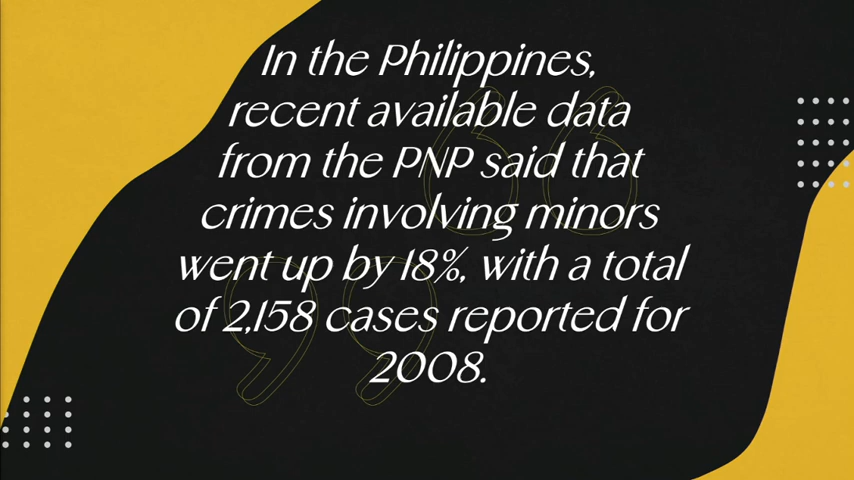 In the Philippines,
recent available data
from the PNP said that
crimes involving minors
went up by 18%, with a total
of 2,158 cases reported for
2008.